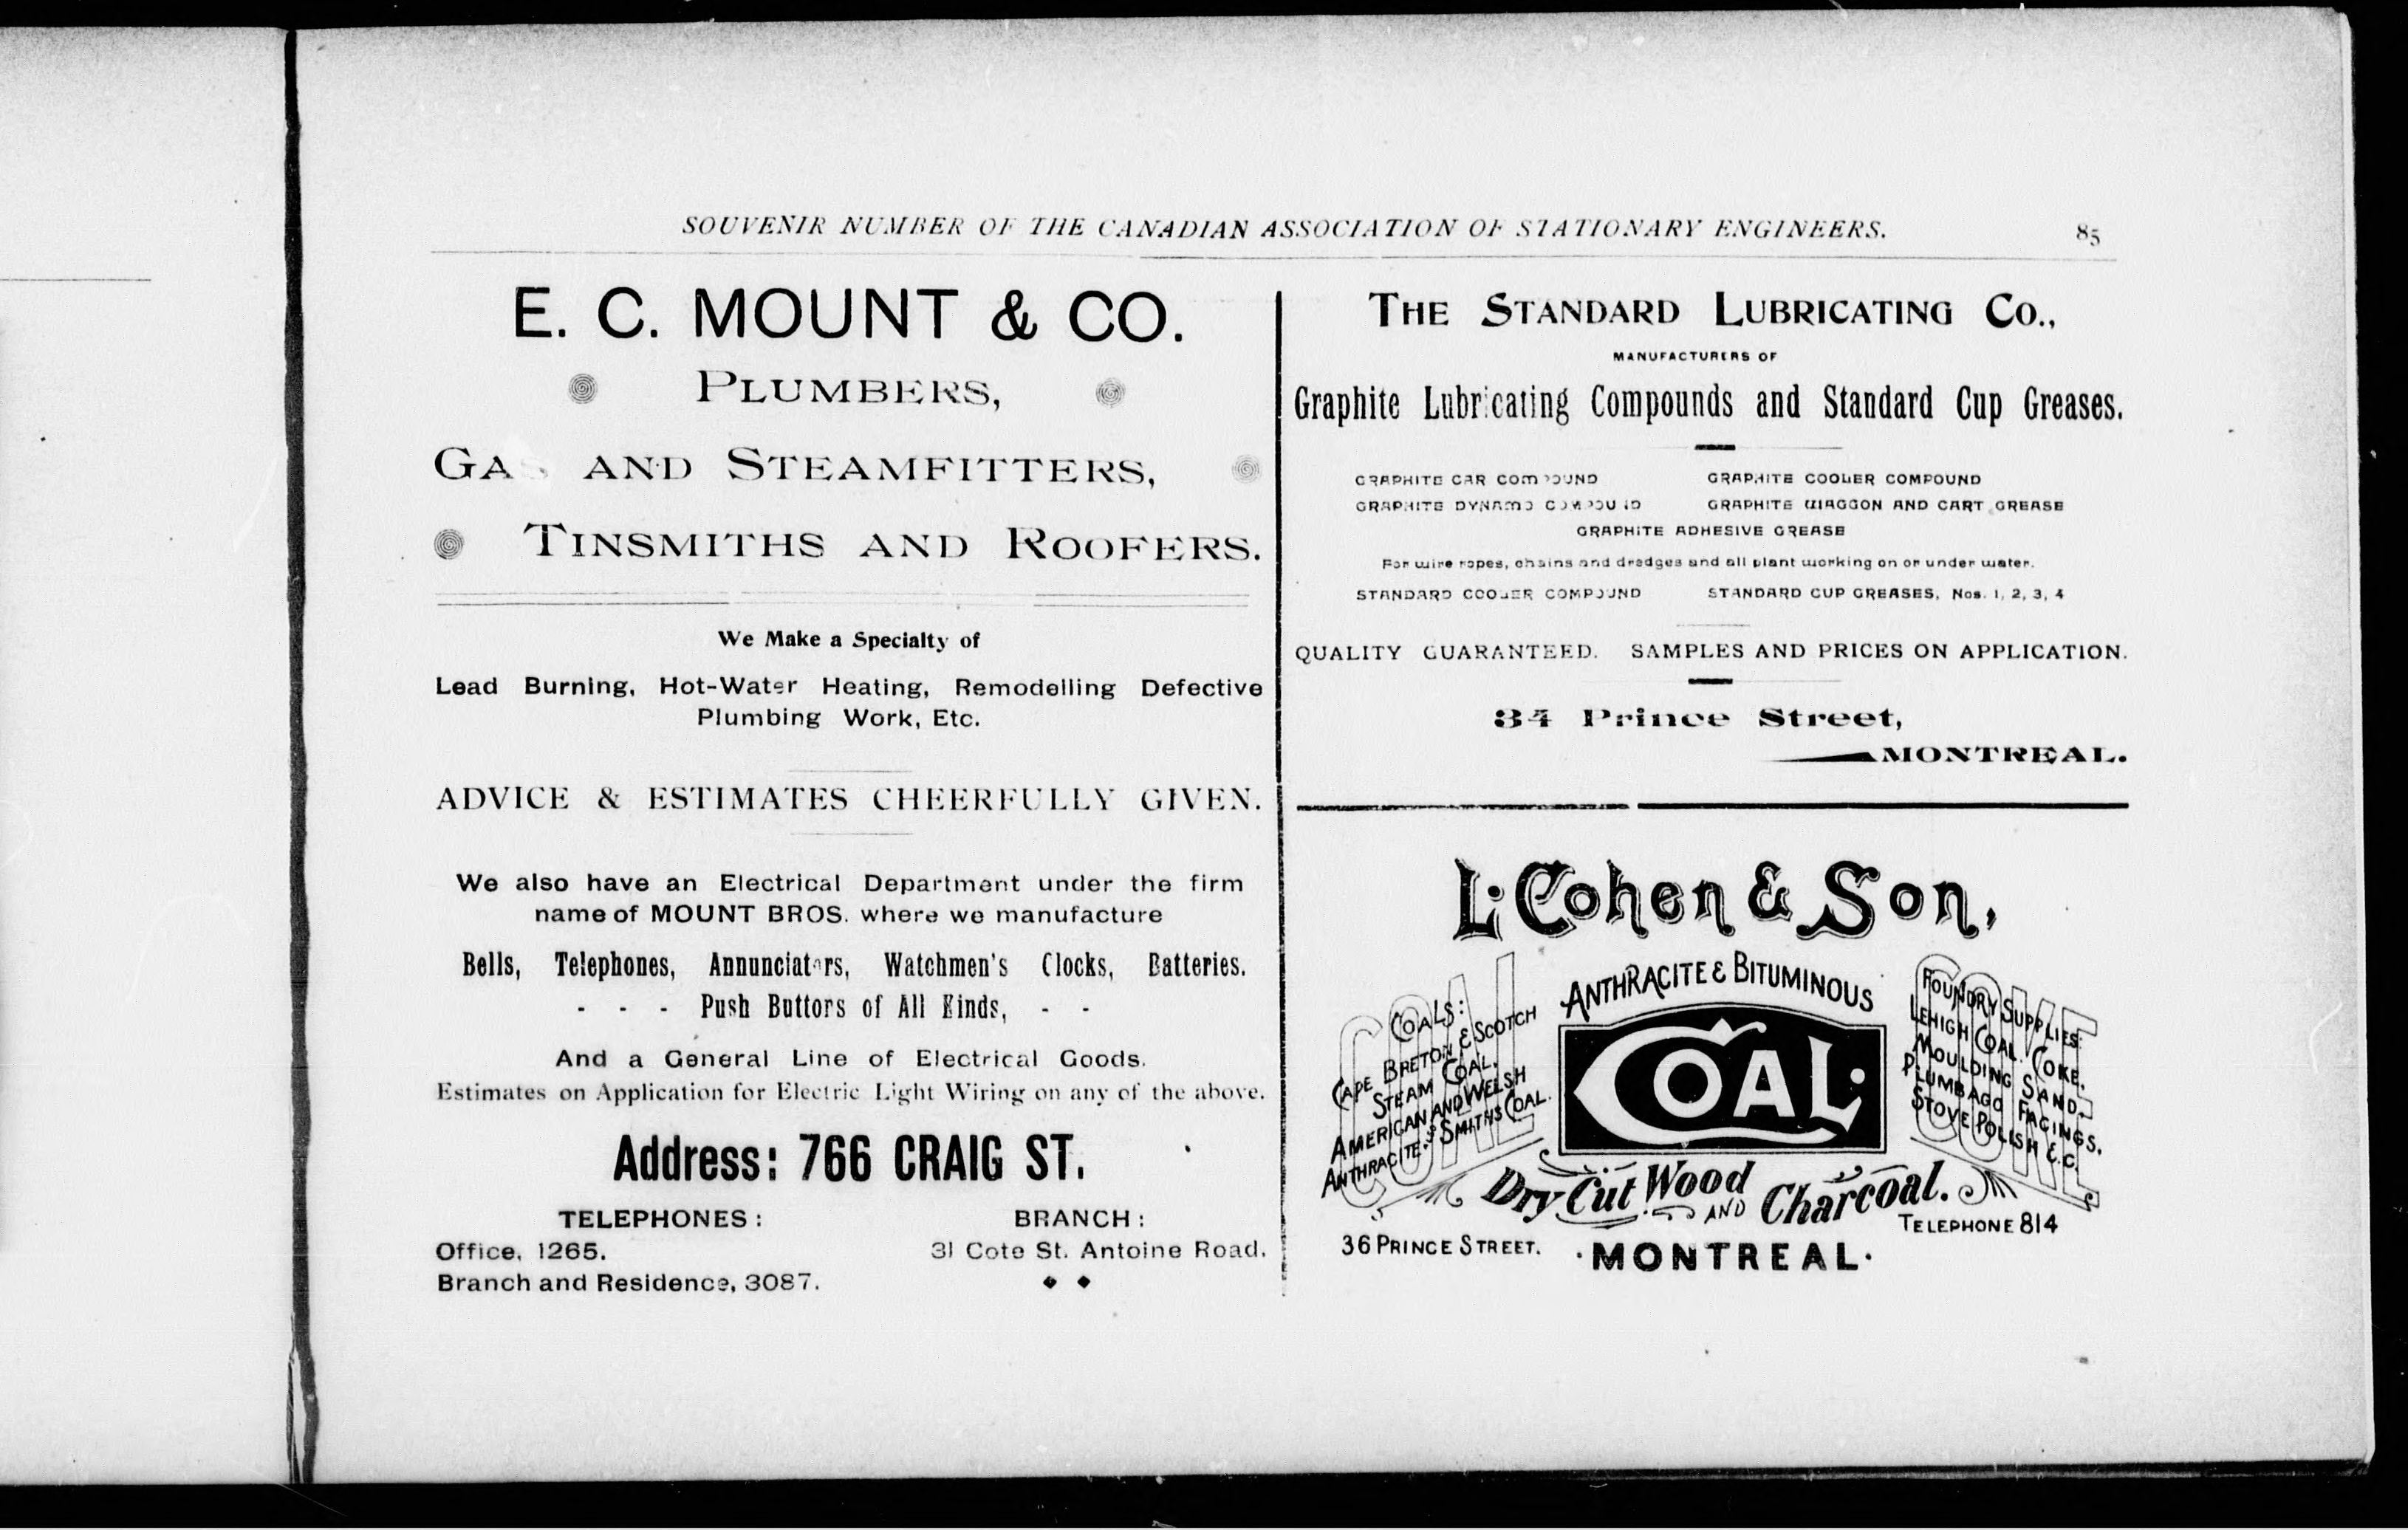 SOUVENIR NUMBER OF THE CANADIAN ASSOCIATION OF STATIONARY ENGINEERS. 85
E. C. MOUNT & CO.
PLUMBERS,
GAS AND STEAMFITTERS,
TINSMITHS AND ROOFERS.
We Make a Specialty of
Lead Burning, Hot-Water Heating, Remodelling Defective
Plumbing Work, Etc.
ADVICE & ESTIMATES CHEERFULLY GIVEN.
We also have an Electrical Department under the firm
name of MOUNT BROS. where we manufacture
Bells, Telephones, Annunciators, Watchmen's Clocks, Batteries.
- - - Push Buttons of All Kinds, - -
And a General Line of Electrical Goods.
Estimates on Application for Electric Light Wiring on any of the above.
Address: 766 CRAIG ST.
TELEPHONES:
Office, 1265.
Branch and Residence, 3087.
BRANCH:
31 Cote St. Antoine Road.
THE STANDARD LUBRICATING CO.,
MANUFACTURERS OF
Graphite Lubricating Compounds and Standard Cup Greases.
GRAPHITE CAR COMPOUND GRAPHITE COOLER COMPOUND
GRAPHITE DYNAMO COMPOUND GRAPHITE WAGGON AND CART GREASE
GRAPHITE ADHESIVE GREASE
For wire ropes, chains and dredges and all plant working on or under water.
STANDARD COOLER COMPOUND STANDARD CUP GREASES, Nos. 1, 2, 3, 4
QUALITY GUARANTEED. SAMPLES AND PRICES ON APPLICATION.
34 Prince Street,
MONTREAL.
L. Cohen & Son,
ANTHRACITE & BITUMINOUS
COAL.
COAL
COALS:
CAPE BRETON & SCOTCH
STEAM COAL.
AMERICAN AND WELSH
ANTHRACITE & SMITHS COAL.
COKE
FOUNDRY SUPPLIES:
LEHIGH COAL. COKE.
MOULDING SAND,
PLUMBAGO FACINGS,
STOVE POLISH &.C.
Dry Cut Wood AND Charcoal.
36 PRINCE STREET.
TELEPHONE 814
·MONTREAL·